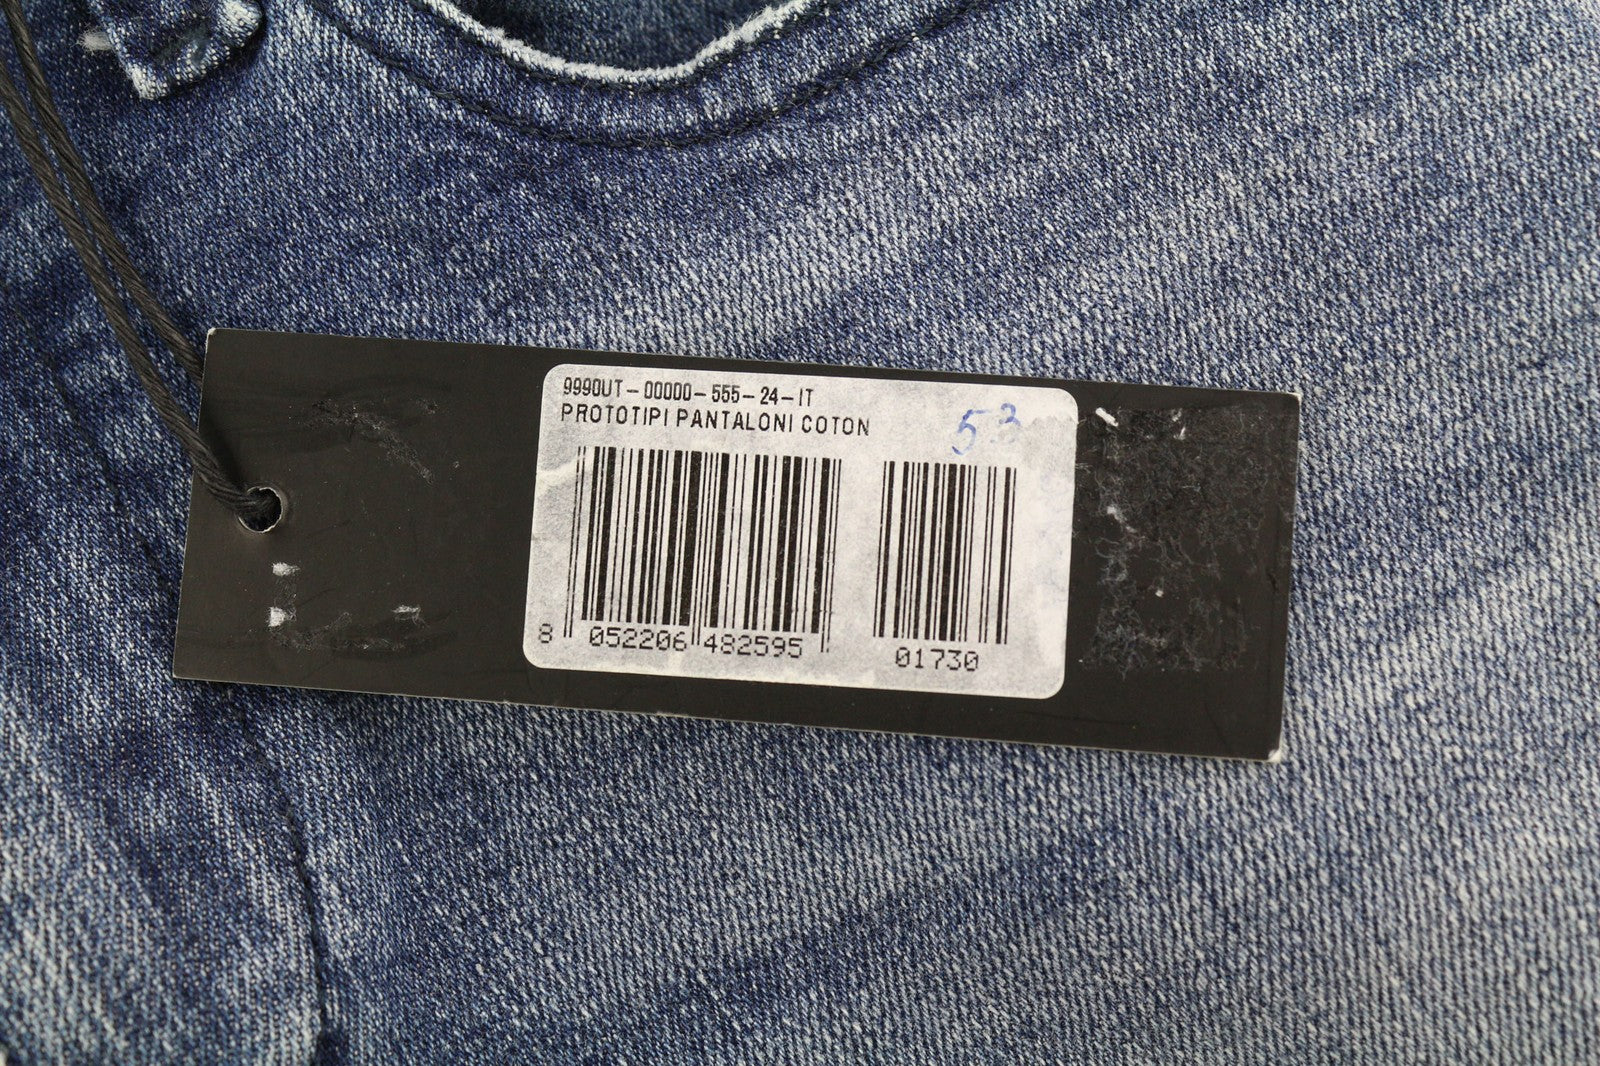 9990UT-00000-555-24-IT
PROTOTIPI PANTALONI COTON
53
8 052206 482595
01730